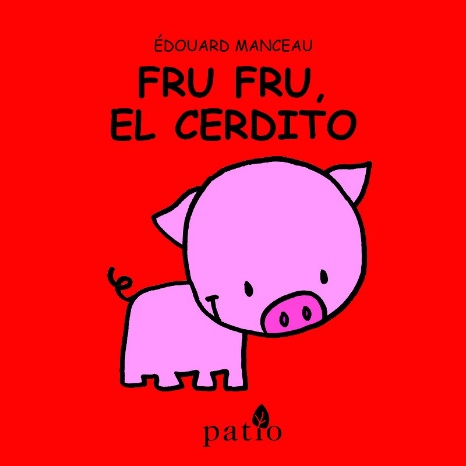 ÉDOUARD MANCEAU
FRU FRU,
EL CERDITO
patio